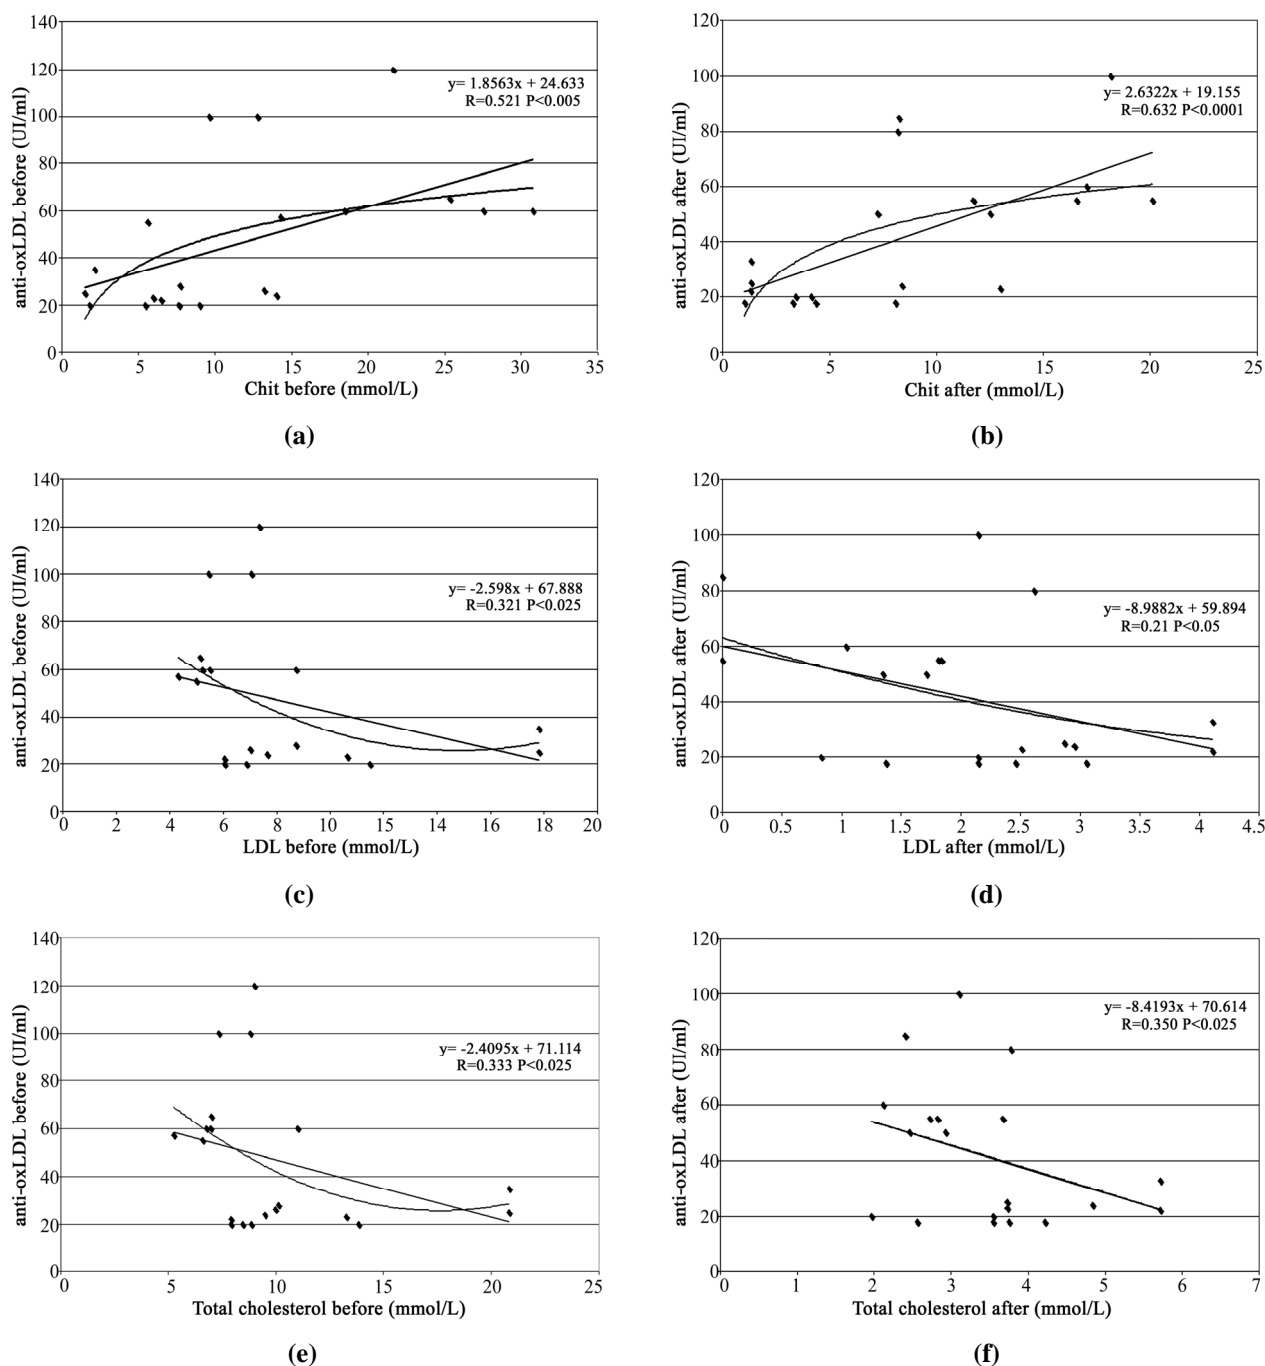 140
120
100
80
60
40
20
0
anti-oxLDL before (UI/ml)
y= 1.8563x + 24.633
R=0.521 P<0.005
0 5 10 15 20 25 30 35
Chit before (mmol/L)
(a)
120
100
80
60
40
20
0
anti-oxLDL after (UI/ml)
y= 2.6322x + 19.155
R=0.632 P<0.0001
0 5 10 15 20 25
Chit after (mmol/L)
(b)
140
120
100
80
60
40
20
0
anti-oxLDL before (UI/ml)
y= -2.598x + 67.888
R=0.321 P<0.025
0 2 4 6 8 10 12 14 16 18 20
LDL before (mmol/L)
(c)
120
100
80
60
40
20
0
anti-oxLDL after (UI/ml)
y= -8.9882x + 59.894
R=0.21 P<0.05
0 0.5 1 1.5 2 2.5 3 3.5 4 4.5
LDL after (mmol/L)
(d)
140
120
100
80
60
40
20
0
anti-oxLDL before (UI/ml)
y= -2.4095x + 71.114
R=0.333 P<0.025
0 5 10 15 20 25
Total cholesterol before (mmol/L)
(e)
120
100
80
60
40
20
0
anti-oxLDL after (UI/ml)
y= -8.4193x + 70.614
R=0.350 P<0.025
0 1 2 3 4 5 6 7
Total cholesterol after (mmol/L)
(f)